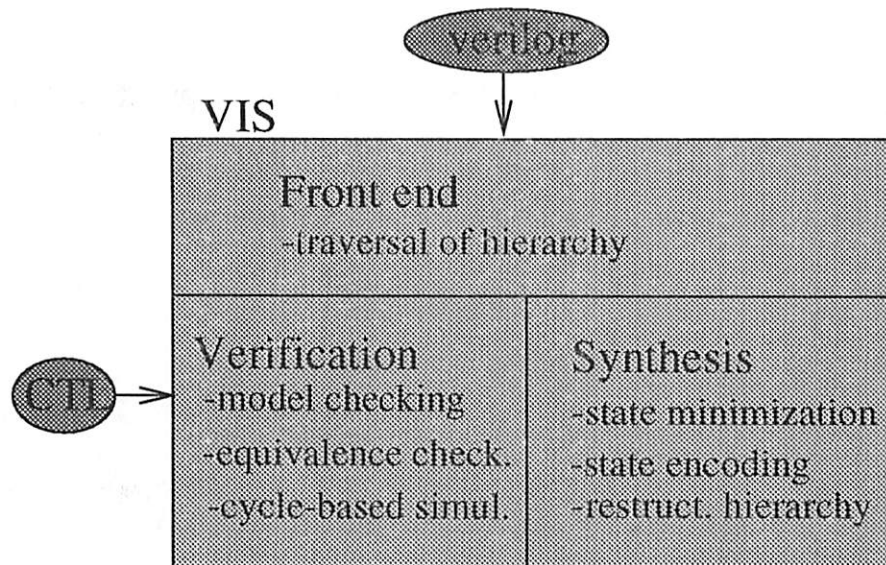 verilog
VIS
Front end
-traversal of hierarchy
CTL
Verification
-model checking
-equivalence check.
-cycle-based simul.
Synthesis
-state minimization
-state encoding
-restruct. hierarchy